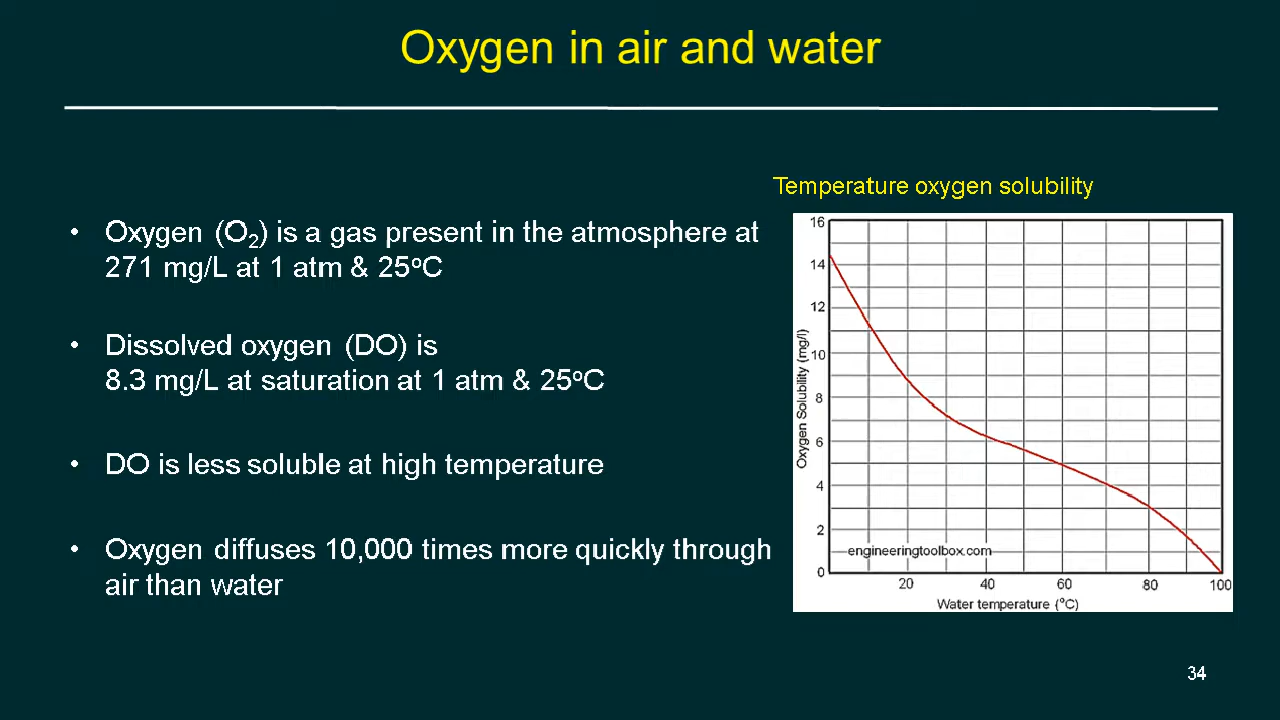 Oxygen in air and water
• Oxygen (O₂) is a gas present in the atmosphere at
271 mg/L at 1 atm & 25ºC
• Dissolved oxygen (DO) is
8.3 mg/L at saturation at 1 atm & 25ºC
• DO is less soluble at high temperature
• Oxygen diffuses 10,000 times more quickly through
air than water
Temperature oxygen solubility
Oxygen Solubility (mg/l)
16
14
12
10
8
6
4
2
0
engineeringtoolbox.com
20 40 60 80 100
Water temperature (°C)
34